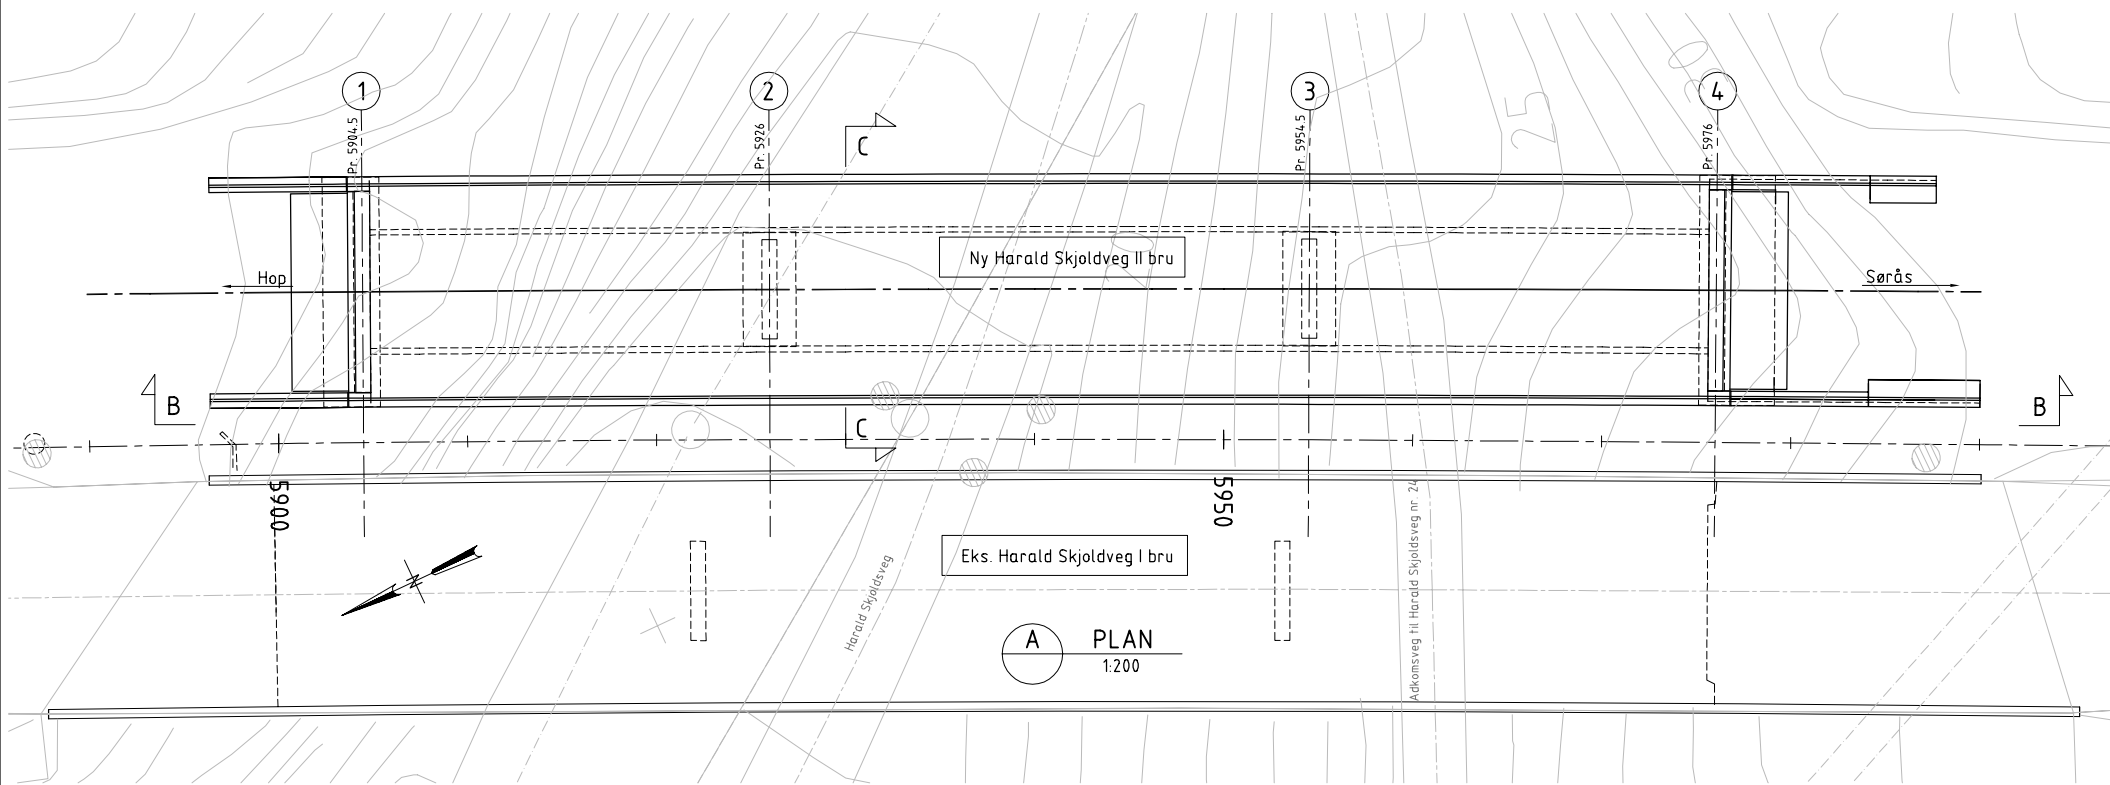 1
2
3
4
Pr. 5904.5
Pr. 5926
Pr. 5954.5
Pr. 5976
C
25
Ny Harald Skjoldveg II bru
Hop
Sørås
B
B
C
5900
5950
Eks. Harald Skjoldveg I bru
Harald Skjoldsveg
Adkomsveg til Harald Skjoldsveg nr. 24
N
A
PLAN
1:200